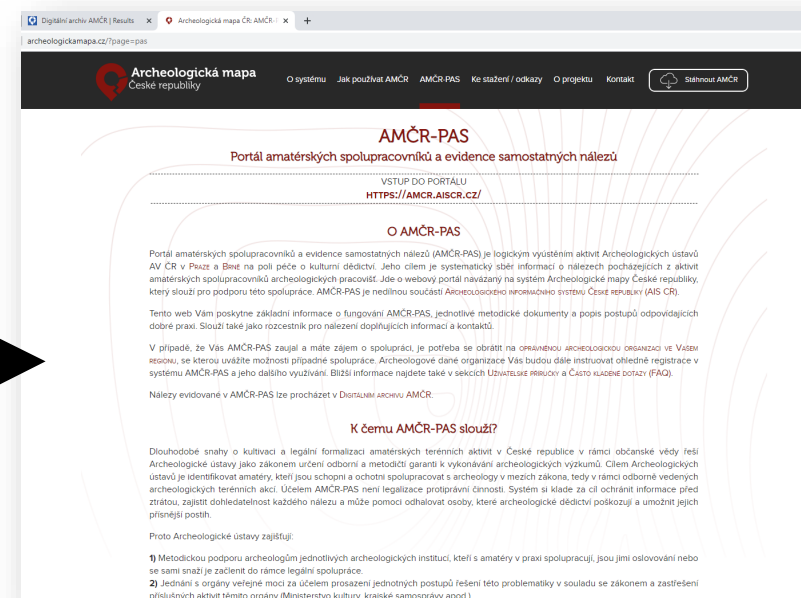 Digitální archiv AMČR | Results
Archeologická mapa ČR: AMČR-
archeologickamapa.cz/?page=pas
Archeologická mapa
České republiky
O systému Jak používat AMČR AMČR-PAS Ke stažení / odkazy O projektu Kontakt Stáhnout AMČR
AMČR-PAS
Portál amatérských spolupracovníků a evidence samostatných nálezů
VSTUP DO PORTÁLU
HTTPS://AMCR.AISCR.CZ/
O AMČR-PAS
Portál amatérských spolupracovníků a evidence samostatných nálezů (AMČR-PAS) je logickým vyústěním aktivit Archeologických ústavů
AV ČR v Praze a Brně na poli péče o kulturní dědictví. Jeho cílem je systematický sběr informací o nálezech pocházejících z aktivit
amatérských spolupracovníků archeologických pracovišť. Jde o webový portál navázaný na systém Archeologické mapy České republiky,
který slouží pro podporu této spolupráce. AMČR-PAS je nedílnou součástí Archeologického informačního systému České republiky (AIS CR).
Tento web Vám poskytne základní informace o fungování AMČR-PAS, jednotlivé metodické dokumenty a popis postupů odpovídajících
dobré praxi. Slouží také jako rozcestník pro nalezení doplňujících informací a kontaktů.
V případě, že Vás AMČR-PAS zaujal a máte zájem o spolupráci, je potřeba se obrátit na oprávněnou archeologickou organizaci ve Vašem
regionu, se kterou uvážíte možnosti případné spolupráce. Archeologové dané organizace Vás budou dále instruovat ohledně registrace v
systému AMČR-PAS a jeho dalšího využívání. Bližší informace najdete také v sekcích Uživatelské příručky a Často kladené dotazy (FAQ).
Nálezy evidované v AMČR-PAS lze procházet v Digitálním archivu AMČR.
K čemu AMČR-PAS slouží?
Dlouhodobé snahy o kultivaci a legální formalizaci amatérských terénních aktivit v České republice v rámci občanské vědy řeší
Archeologické ústavy jako zákonem určení odborní a metodičtí garanti k vykonávání archeologických výzkumů. Cílem Archeologických
ústavů je identifikovat amatéry, kteří jsou schopni a ochotni spolupracovat s archeology v mezích zákona, tedy v rámci odborně vedených
archeologických terénních akcí. Účelem AMČR-PAS není legalizace protiprávní činnosti. Systém si klade za cíl ochránit informace před
ztrátou, zajistit dohledatelnost každého nálezu a může pomoci odhalovat osoby, které archeologické dědictví poškozují a umožnit jejich
přísnější postih.
Proto Archeologické ústavy zajišťují:
1) Metodickou podporu archeologům jednotlivých archeologických institucí, kteří s amatéry v praxi spolupracují, jsou jimi oslovováni nebo
se sami snaží je začlenit do rámce legální spolupráce.
2) Jednání s orgány veřejné moci za účelem prosazení jednotných postupů řešení této problematiky v souladu se zákonem a zastřešení
příslušných aktivit těmito orgány (Ministerstvo kultury, krajské samosprávy apod.).